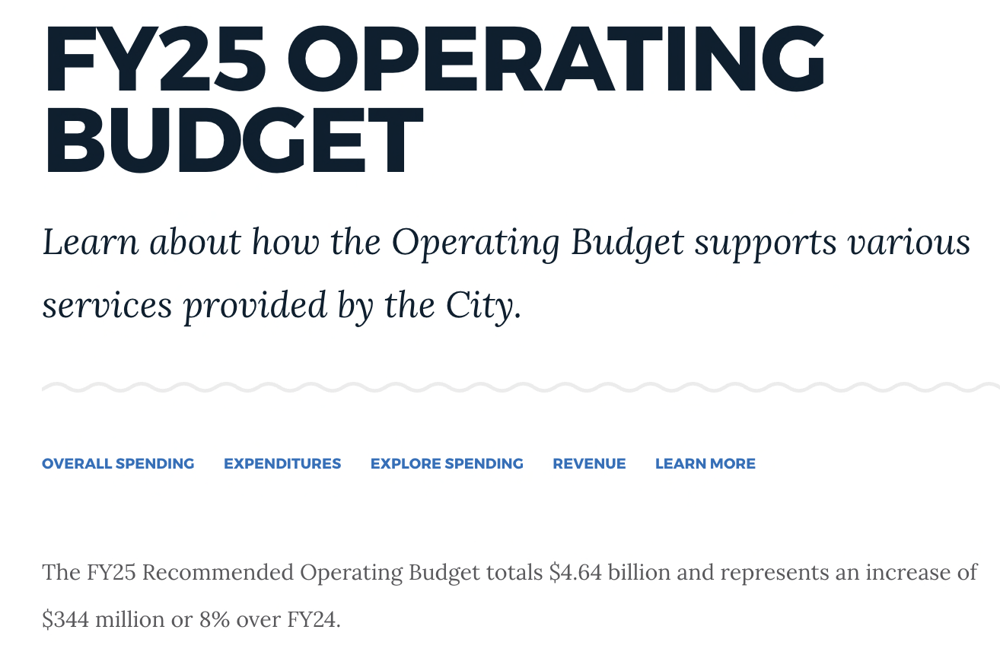 FY25 OPERATING
BUDGET
Learn about how the Operating Budget supports various
services provided by the City.
OVERALL SPENDING EXPENDITURES EXPLORE SPENDING REVENUE LEARN MORE
The FY25 Recommended Operating Budget totals $4.64 billion and represents an increase of
$344 million or 8% over FY24.